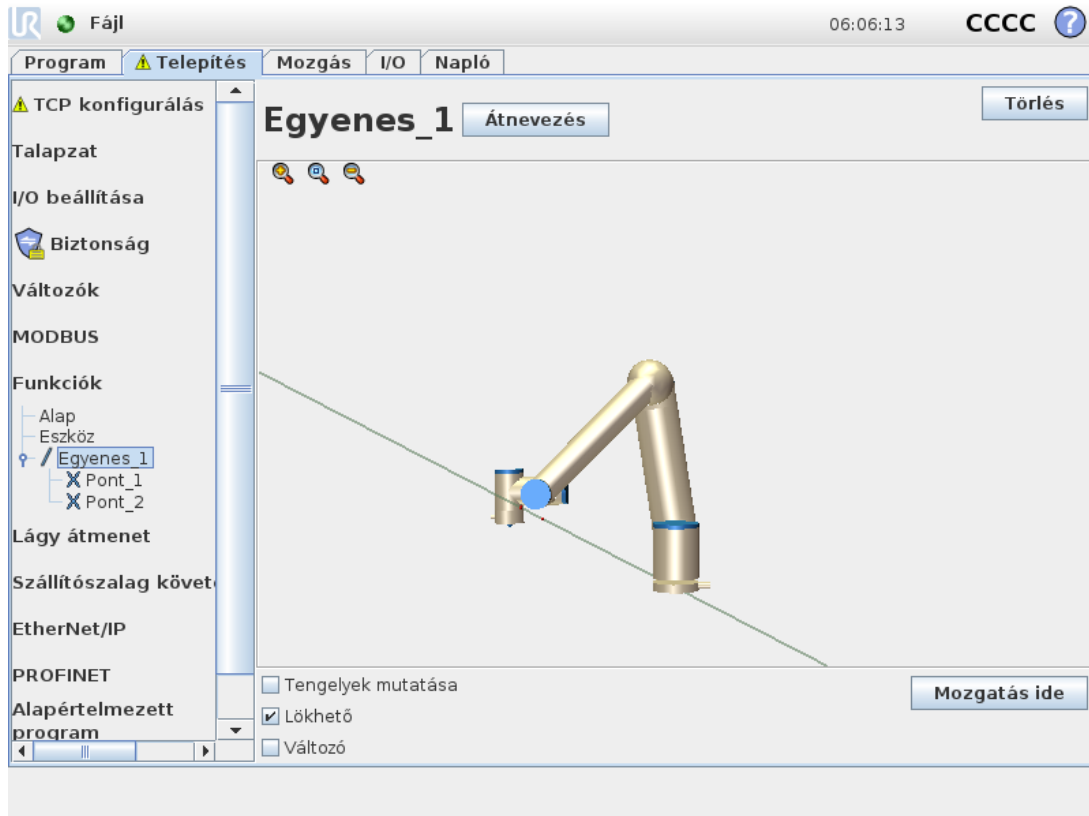 UR Fájl 06:06:13 CCCC ?
Program Telepítés Mozgás I/O Napló
TCP konfigurálás
Talapzat
I/O beállítása
Biztonság
Változók
MODBUS
Funkciók
Alap
Eszköz
Egyenes_1
Pont_1
Pont_2
Lágy átmenet
Szállítószalag követ
EtherNet/IP
PROFINET
Alapértelmezett
program
Egyenes_1 Átnevezés Törlés
Tengelyek mutatása
Lökhető
Változó
Mozgatás ide